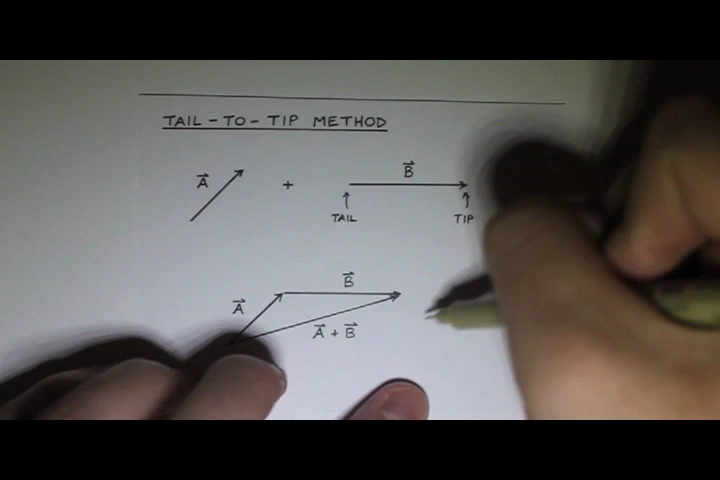 TAIL-TO-TIP METHOD
A⃗ + B⃗
TAIL TIP
A⃗ B⃗
A⃗ + B⃗